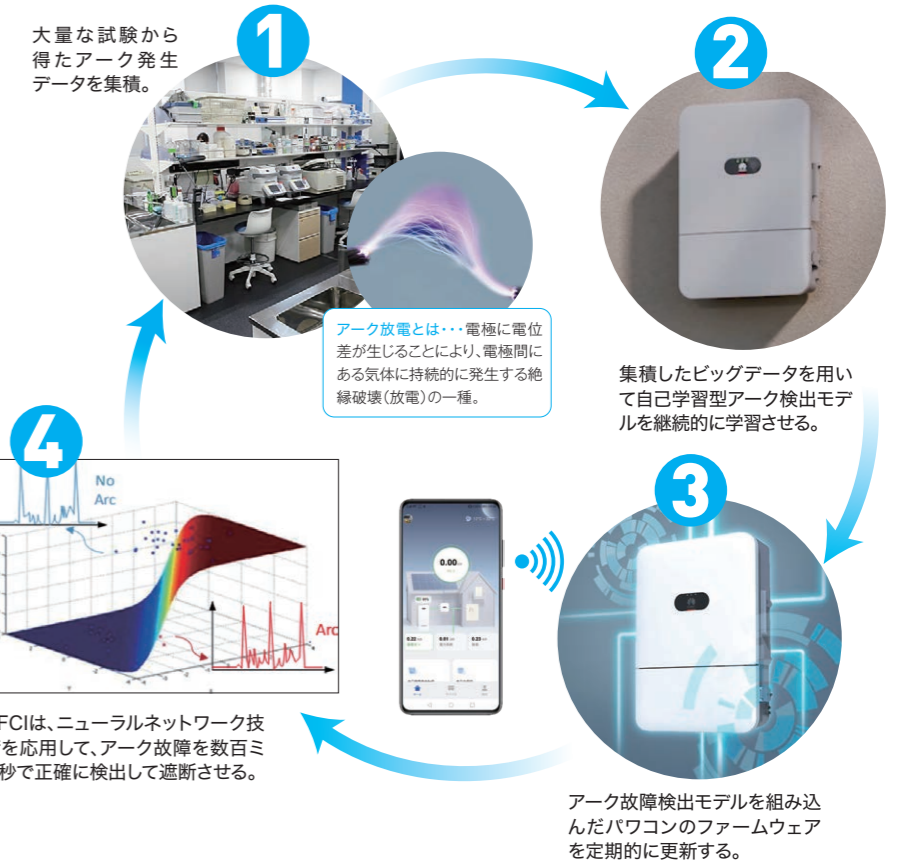 大量な試験から
得たアーク発生
データを集積。
1
2
アーク放電とは・・・電極に電位
差が生じることにより、電極間に
ある気体に持続的に発生する絶
縁破壊(放電)の一種。
集積したビッグデータを用い
て自己学習型アーク検出モデ
ルを継続的に学習させる。
3
0.00
アーク故障検出モデルを組み込
んだパワコンのファームウェア
を定期的に更新する。
4
No
Arc
Arc
FCIは、ニューラルネットワーク技
を応用して、アーク故障を数百ミ
秒で正確に検出して遮断させる。